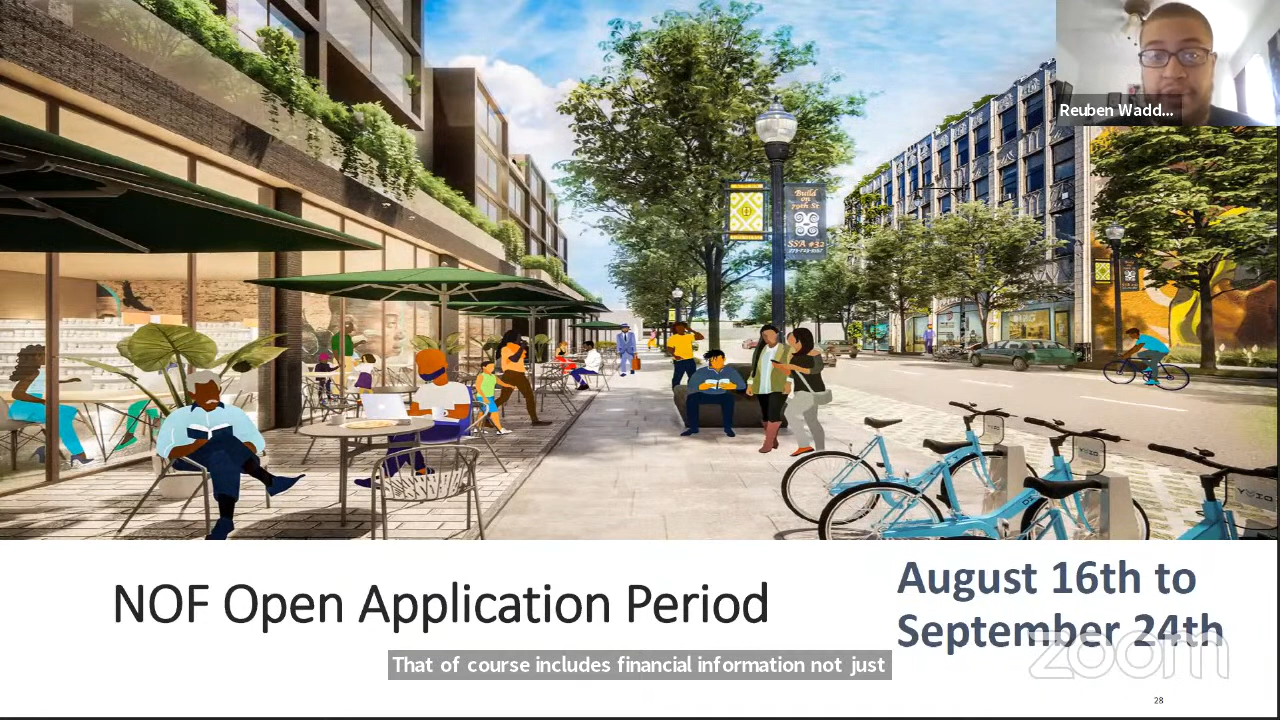 Reuben Wadd...
Build
on
79th St
SSA #32
NOF Open Application Period
August 16th to
September 24th
That of course includes financial information not just
zoom
28